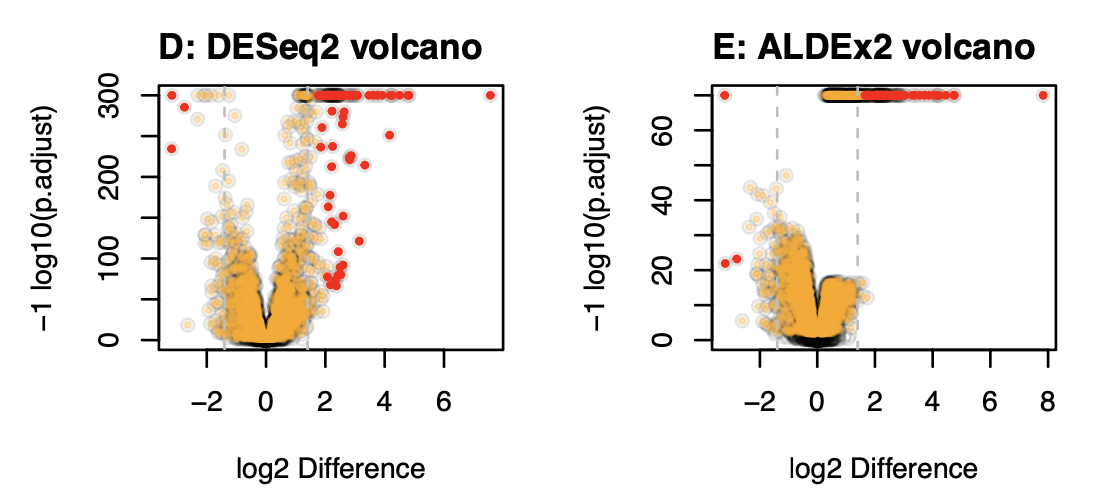 D: DESeq2 volcano
−1 log10(p.adjust)
300
200
100
0
−2 0 2 4 6
log2 Difference
E: ALDEx2 volcano
−1 log10(p.adjust)
60
40
20
0
−2 0 2 4 6 8
log2 Difference